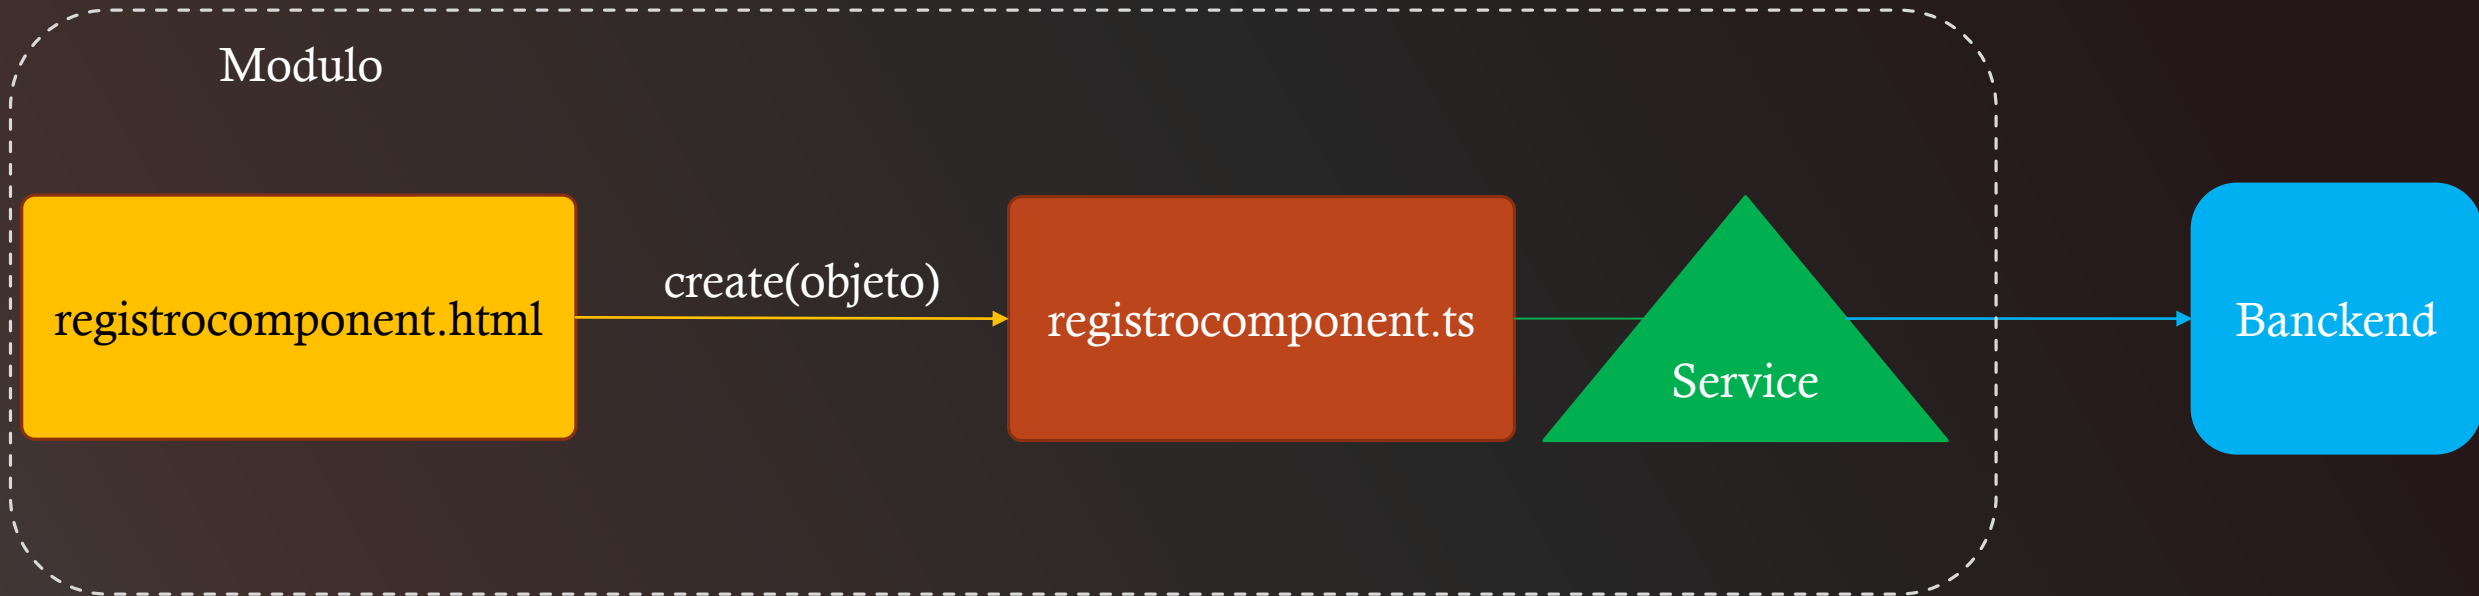 Modulo
registrocomponent.html
create(objeto)
registrocomponent.ts
Service
Banckend